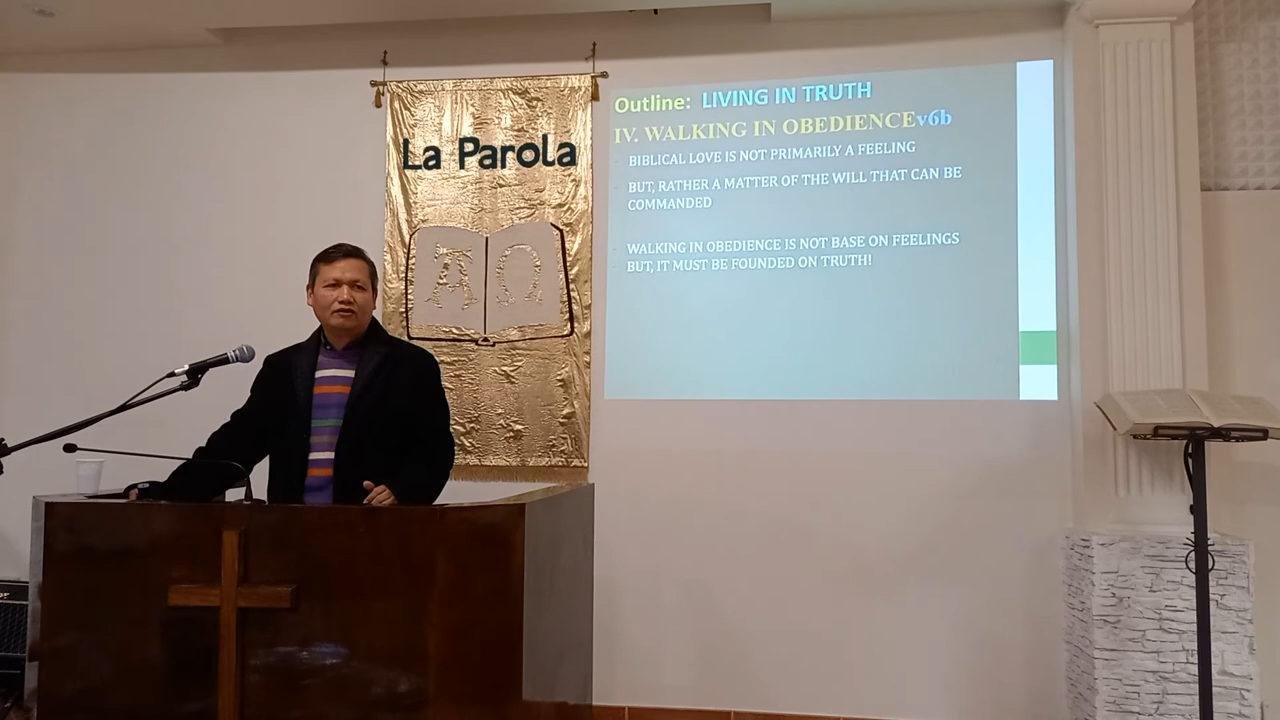 La Parola
Α Ω
Outline: LIVING IN TRUTH
IV. WALKING IN OBEDIENCEv6b
BIBLICAL LOVE IS NOT PRIMARILY A FEELING
BUT, RATHER A MATTER OF THE WILL THAT CAN BE
COMMANDED
WALKING IN OBEDIENCE IS NOT BASE ON FEELINGS
BUT, IT MUST BE FOUNDED ON TRUTH!